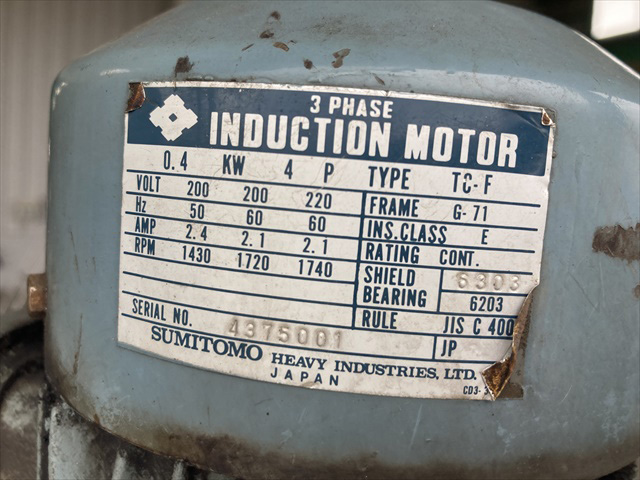 3 PHASE
INDUCTION MOTOR
0.4 KW 4 P
VOLT 200 200 220
Hz 50 60 60
AMP 2.4 2.1 2.1
RPM 1430 1720 1740
SERIAL NO. 4375001
TYPE TC-F
FRAME G-71
INS.CLASS E
RATING CONT.
SHIELD BEARING 6303
6203
RULE JIS C 400
JP
SUMITOMO HEAVY INDUSTRIES, LTD.
JAPAN
CD3-